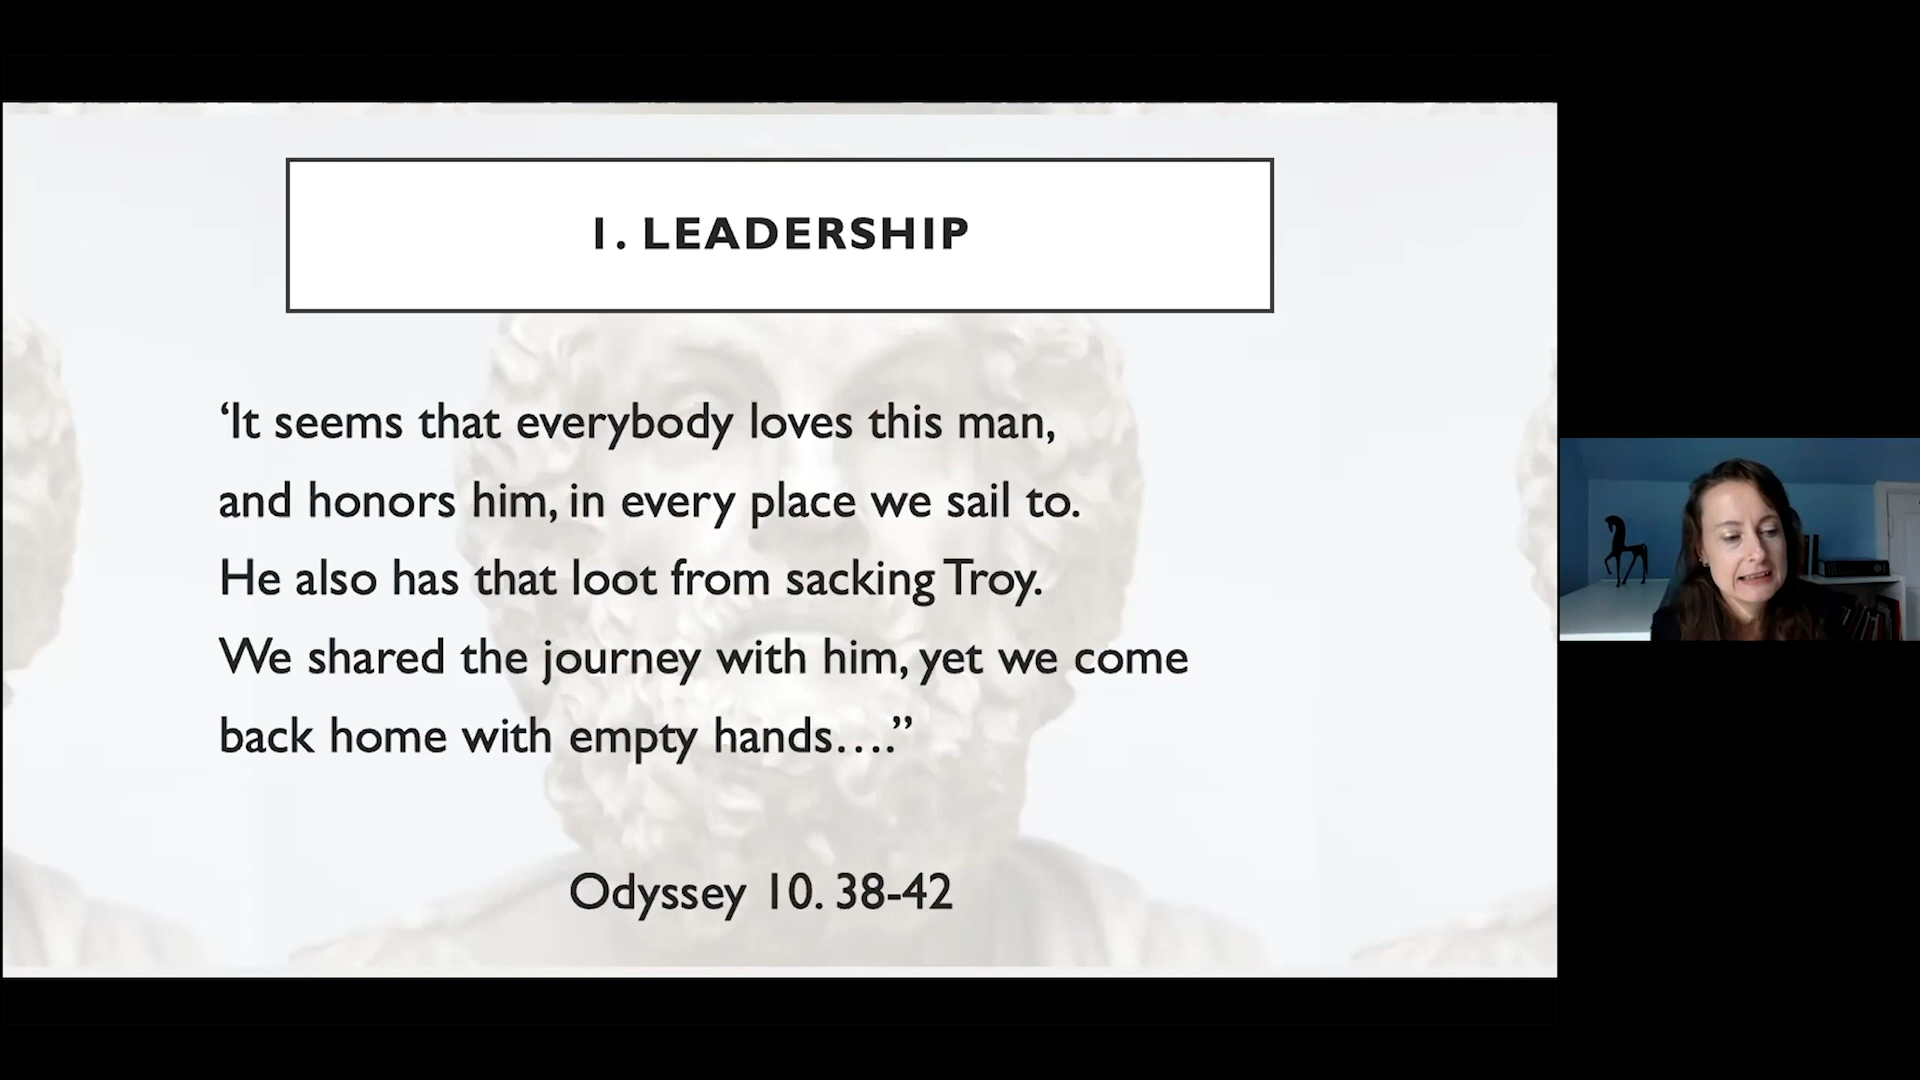 1. LEADERSHIP
‘It seems that everybody loves this man,
and honors him, in every place we sail to.
He also has that loot from sacking Troy.
We shared the journey with him, yet we come
back home with empty hands….”
Odyssey 10. 38-42